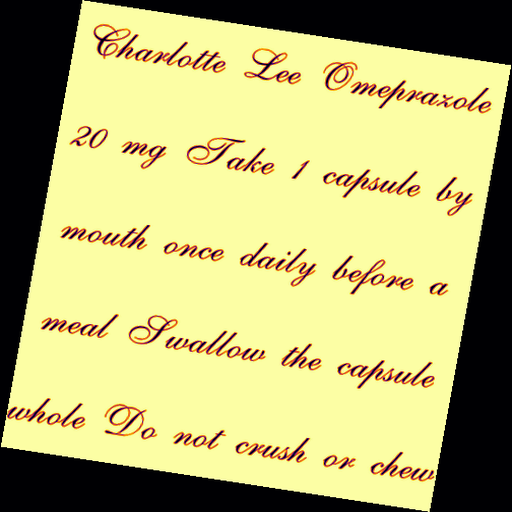 Charlotte Lee Omeprazole
20 mg Take 1 capsule by
mouth once daily before a
meal Swallow the capsule
whole Do not crush or chew